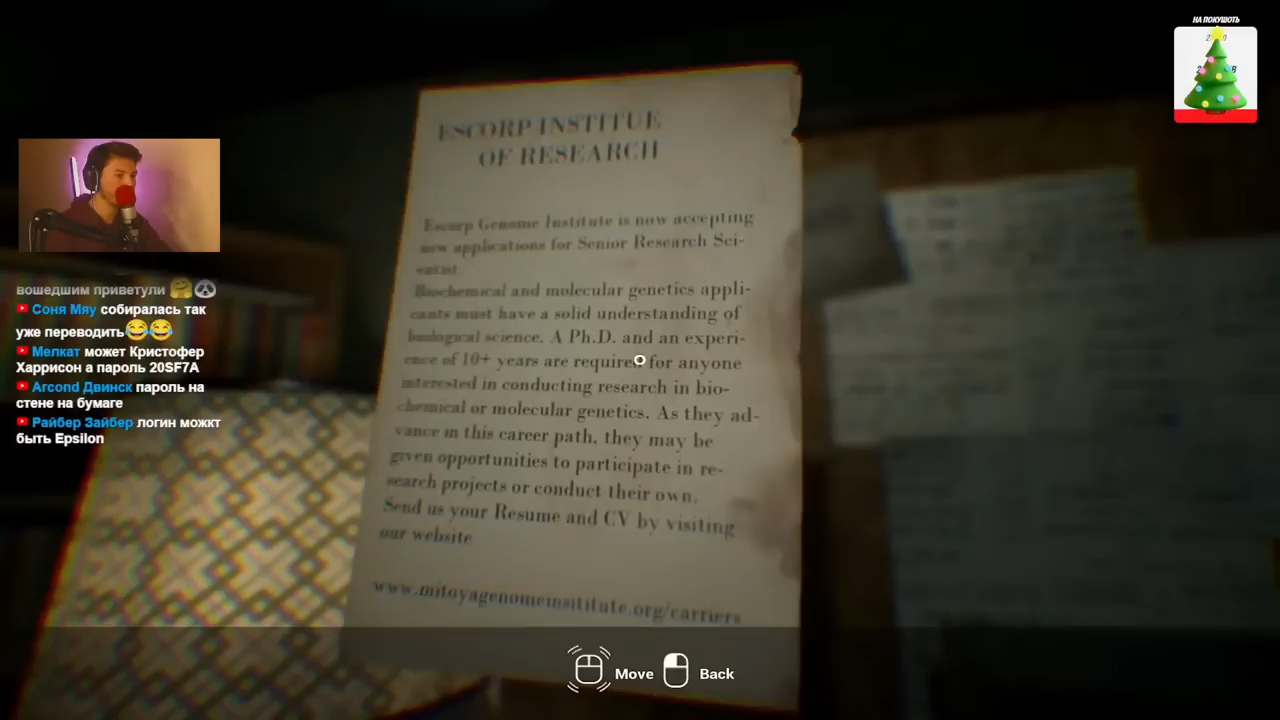 НА ПОКУШОТЬ
вошедшим приветули 🤗🐼
Соня Мяу собиралась так
уже переводить😂😂
Мелкат может Кристофер
Харрисон а пароль 20SF7A
Arcond Двинск пароль на
стене на бумаге
Райбер Зайбер логин можкт
быть Epsilon
ESCORP INSTITUE
OF RESEARCH
Escorp Genome Institute is now accepting
new applications for Senior Research Sci-
entist.
Biochemical and molecular genetics appli-
cants must have a solid understanding of
biological science. A Ph.D. and an experi-
ence of 10+ years are required for anyone
interested in conducting research in bio-
chemical or molecular genetics. As they ad-
vance in this career path, they may be
given opportunities to participate in re-
search projects or conduct their own.
Send us your Resume and CV by visiting
our website
www.mitoyagenomeinsititute.org/carriers
Move
Back